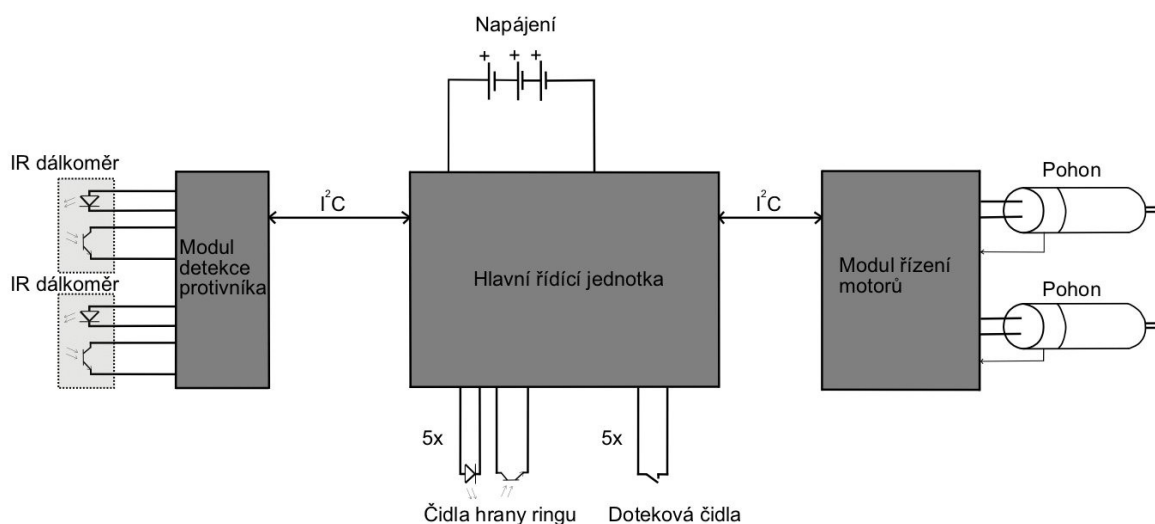 Napájení
+ + +
IR dálkoměr
I²C
Modul
detekce
protivníka
IR dálkoměr
Hlavní řídící jednotka
I²C
Modul řízení
motorů
Pohon
Pohon
5x
5x
Čidla hrany ringu
Doteková čidla